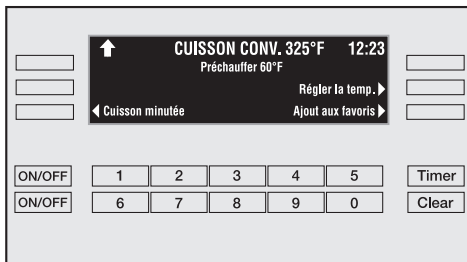 CUISSON CONV. 325°F 12:23
Préchauffer 60°F
Régler la temp.
Cuisson minutée Ajout aux favoris
ON/OFF 1 2 3 4 5 Timer
ON/OFF 6 7 8 9 0 Clear